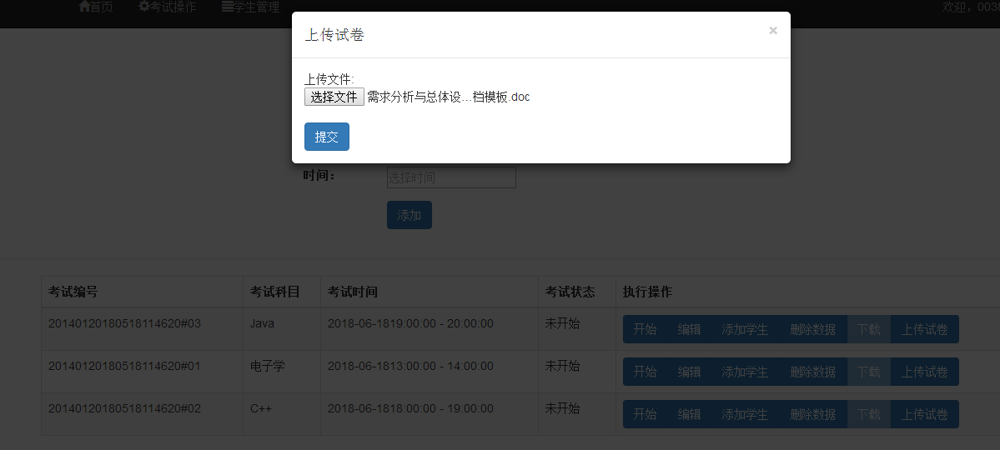 首页 考试操作 学生管理 欢迎，0038
上传试卷 ×
上传文件:
选择文件 需求分析与总体设...档模板.doc
提交
时间： 选择时间
添加
考试编号 考试科目 考试时间 考试状态 执行操作
20140120180518114620#03 Java 2018-06-1819:00:00 - 20:00:00 未开始 开始 编辑 添加学生 删除数据 下载 上传试卷
20140120180518114620#01 电子学 2018-06-1813:00:00 - 14:00:00 未开始 开始 编辑 添加学生 删除数据 下载 上传试卷
20140120180518114620#02 C++ 2018-06-1818:00:00 - 19:00:00 未开始 开始 编辑 添加学生 删除数据 下载 上传试卷